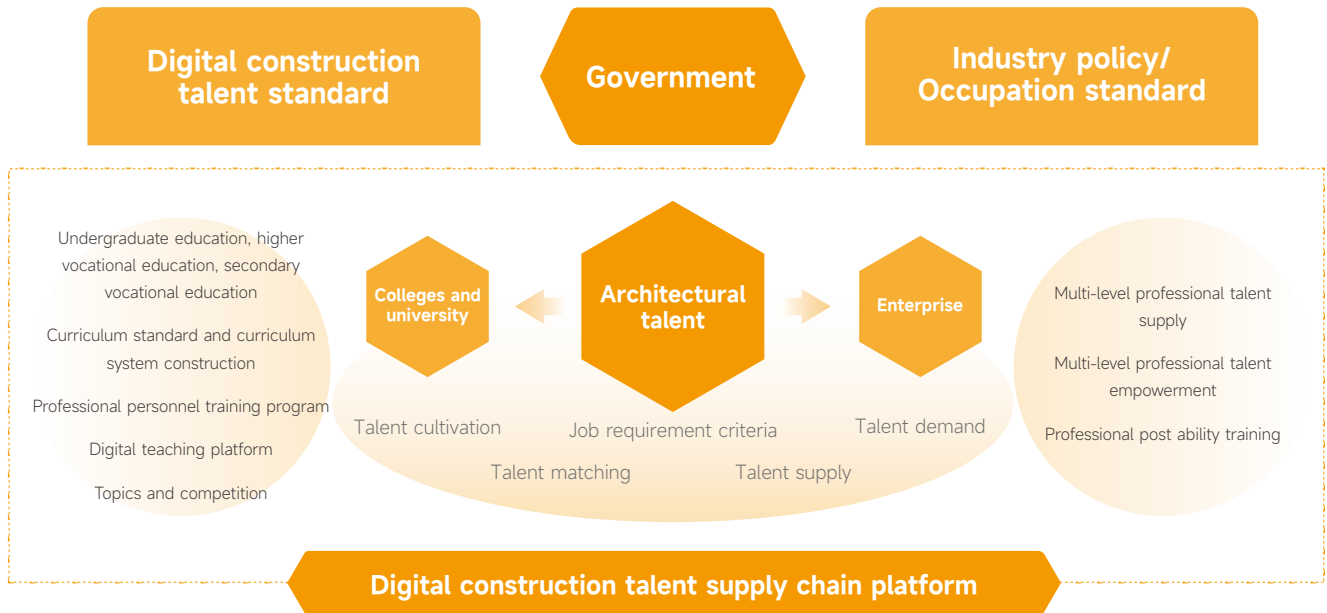 Digital construction
talent standard
Government
Industry policy/
Occupation standard
Undergraduate education, higher
vocational education, secondary
vocational education
Curriculum standard and curriculum
system construction
Professional personnel training program
Digital teaching platform
Topics and competition
Colleges and
university
Architectural
talent
Enterprise
Talent cultivation
Job requirement criteria
Talent demand
Talent matching
Talent supply
Multi-level professional talent
supply
Multi-level professional talent
empowerment
Professional post ability training
Digital construction talent supply chain platform